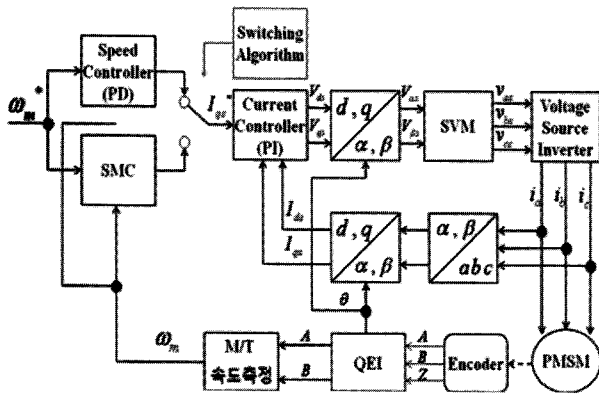 Switching
Algorithm
Speed
Controller
(PD)
ω_m*
SMC
I_qs*
Current
Controller
(PI)
V_ds
V_qs
d, q
α, β
V_αs
V_βs
SVM
v_as
v_bs
v_cs
Voltage
Source
Inverter
i_a
i_b
i_c
I_ds
I_qs
d, q
α, β
α, β
abc
θ
ω_m
M/T
속도측정
A
B
QEI
A
B
Z
Encoder
PMSM